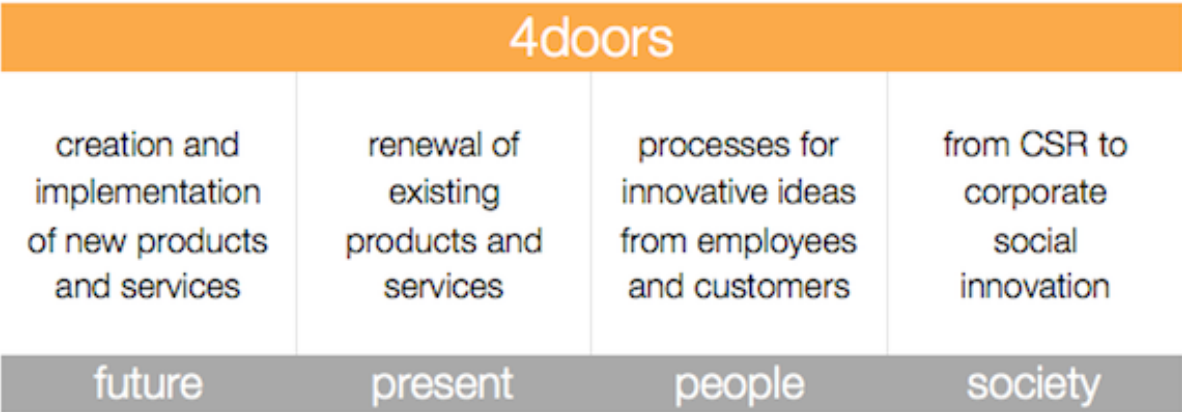 4doors
creation and
implementation
of new products
and services
renewal of
existing
products and
services
processes for
innovative ideas
from employees
and customers
from CSR to
corporate
social
innovation
future
present
people
society